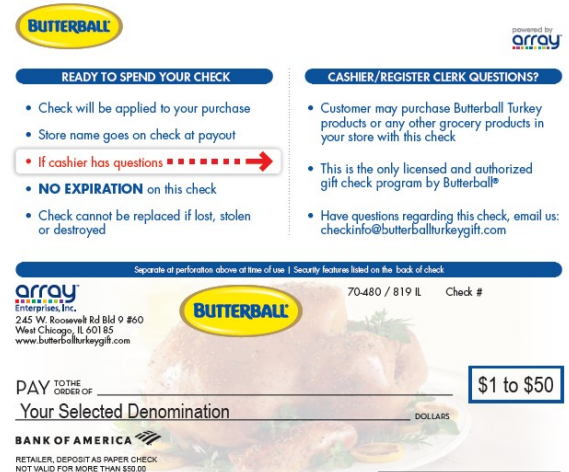 BUTTERBALL®
powered by
array
READY TO SPEND YOUR CHECK
• Check will be applied to your purchase
• Store name goes on check at payout
• If cashier has questions
• NO EXPIRATION on this check
• Check cannot be replaced if lost, stolen
or destroyed
CASHIER/REGISTER CLERK QUESTIONS?
• Customer may purchase Butterball Turkey
products or any other grocery products in
your store with this check
• This is the only licensed and authorized
gift check program by Butterball®
• Have questions regarding this check, email us:
checkinfo@butterballturkeygift.com
Separate at perforation above at time of use | Security features listed on the back of check
array
Enterprises, Inc.
245 W. Roosevelt Rd Bld 9 #60
West Chicago, IL 60185
www.butterballturkeygift.com
BUTTERBALL®
70-480 / 819 IL Check #
PAY TO THE ORDER OF
$1 to $50
Your Selected Denomination DOLLARS
BANK OF AMERICA
RETAILER, DEPOSIT AS PAPER CHECK
NOT VALID FOR MORE THAN $50.00